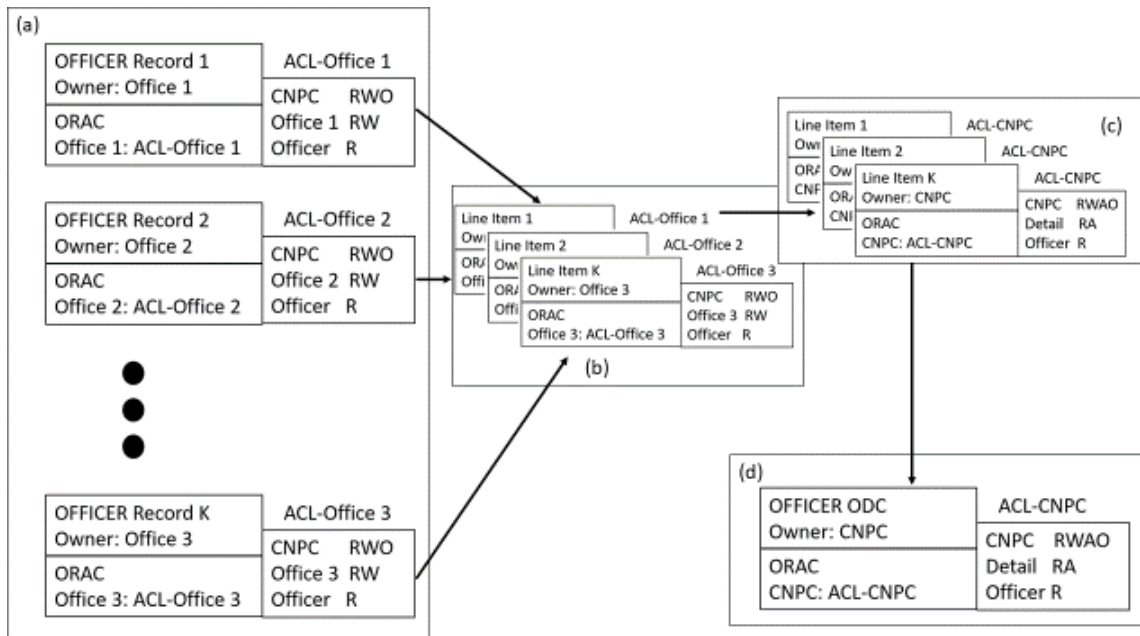 (a)
OFFICER Record 1
Owner: Office 1
ORAC
Office 1: ACL-Office 1
ACL-Office 1
CNPC RWO
Office 1 RW
Officer R
OFFICER Record 2
Owner: Office 2
ORAC
Office 2: ACL-Office 2
ACL-Office 2
CNPC RWO
Office 2 RW
Officer R
OFFICER Record K
Owner: Office 3
ORAC
Office 3: ACL-Office 3
ACL-Office 3
CNPC RWO
Office 3 RW
Officer R
Line Item 1
ACL-Office 1
Line Item 2
ACL-Office 2
Line Item K
Owner: Office 3
ORAC
Office 3: ACL-Office 3
ACL-Office 3
CNPC RWO
Office 3 RW
Officer R
(b)
Line Item 1
ACL-CNPC
(c)
Line Item 2
ACL-CNPC
Line Item K
Owner: CNPC
ORAC
CNPC: ACL-CNPC
ACL-CNPC
CNPC RWAO
Detail RA
Officer R
(d)
OFFICER ODC
Owner: CNPC
ORAC
CNPC: ACL-CNPC
ACL-CNPC
CNPC RWAO
Detail RA
Officer R